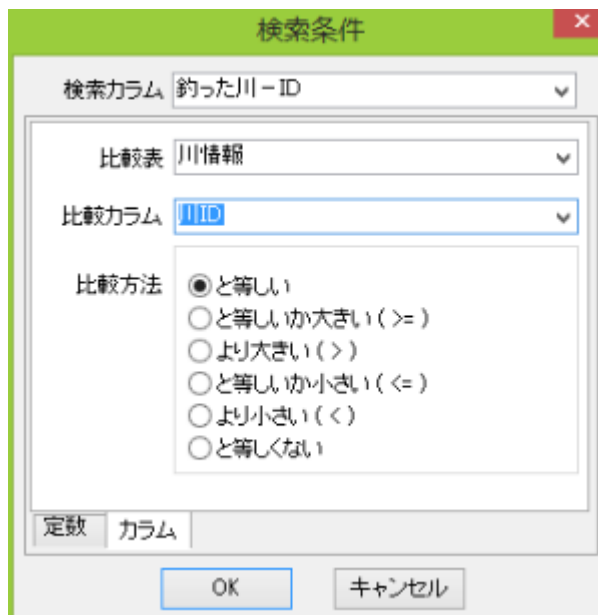 検索条件
検索カラム 釣った川－ID
比較表 川情報
比較カラム 川ID
比較方法
と等しい
と等しいか大きい ( >= )
より大きい ( > )
と等しいか小さい ( <= )
より小さい ( < )
と等しくない
定数 カラム
OK キャンセル